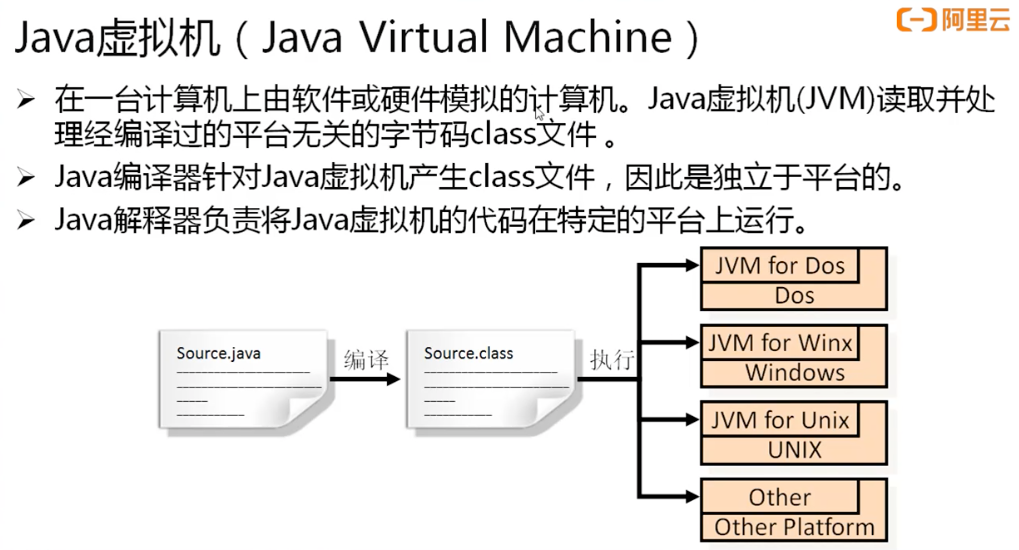 Java虚拟机（Java Virtual Machine）
阿里云
在一台计算机上由软件或硬件模拟的计算机。Java虚拟机(JVM)读取并处
理经编译过的平台无关的字节码class文件 。
Java编译器针对Java虚拟机产生class文件，因此是独立于平台的。
Java解释器负责将Java虚拟机的代码在特定的平台上运行。
Source.java
编译
Source.class
执行
JVM for Dos
Dos
JVM for Winx
Windows
JVM for Unix
UNIX
Other
Other Platform